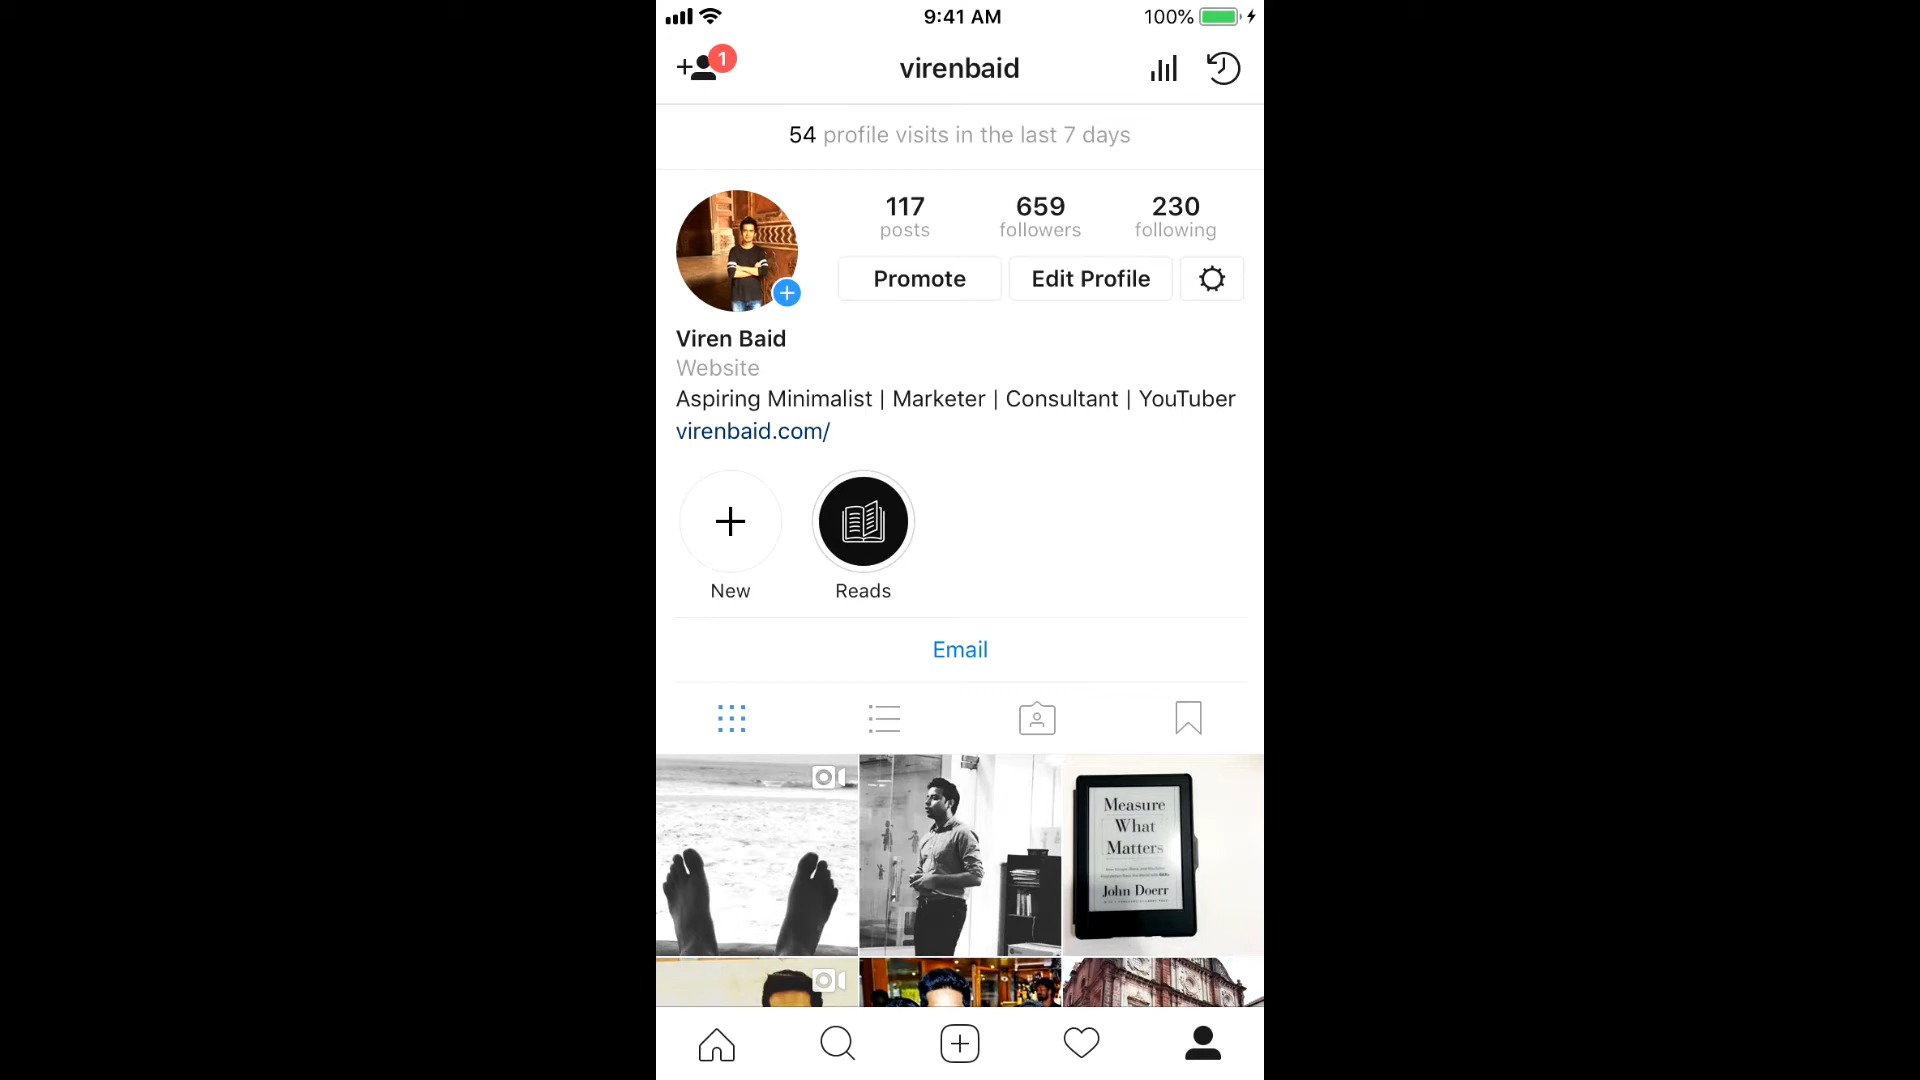 9:41 AM
100%
1
virenbaid
54 profile visits in the last 7 days
117
posts
659
followers
230
following
Promote
Edit Profile
Viren Baid
Website
Aspiring Minimalist | Marketer | Consultant | YouTuber
virenbaid.com/
New
Reads
Email
Measure
What
Matters
John Doerr